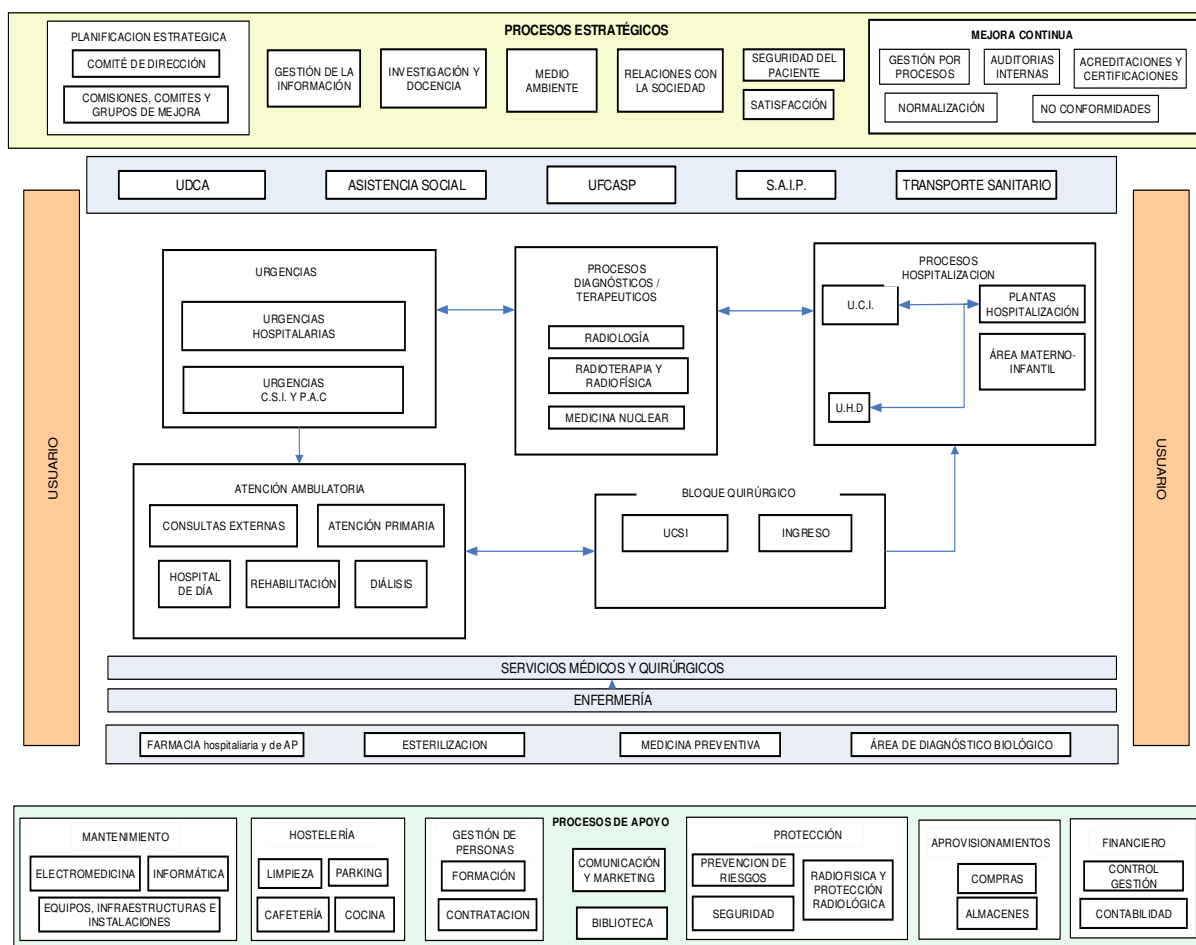 PROCESOS ESTRATÉGICOS
PLANIFICACION ESTRATEGICA
COMITÉ DE DIRECCIÓN
COMISIONES, COMITES Y
GRUPOS DE MEJORA
GESTIÓN DE LA
INFORMACIÓN
INVESTIGACIÓN Y
DOCENCIA
MEDIO
AMBIENTE
RELACIONES CON
LA SOCIEDAD
SEGURIDAD DEL
PACIENTE
SATISFACCIÓN
MEJORA CONTINUA
GESTIÓN POR
PROCESOS
AUDITORIAS
INTERNAS
ACREDITACIONES Y
CERTIFICACIONES
NORMALIZACIÓN
NO CONFORMIDADES
UDCA
ASISTENCIA SOCIAL
UFCASP
S.A.I.P.
TRANSPORTE SANITARIO
USUARIO
URGENCIAS
URGENCIAS
HOSPITALARIAS
URGENCIAS
C.S.I. Y P.A.C
PROCESOS
DIAGNÓSTICOS /
TERAPEUTICOS
RADIOLOGÍA
RADIOTERAPIA Y
RADIOFÍSICA
MEDICINA NUCLEAR
PROCESOS
HOSPITALIZACION
U.C.I.
PLANTAS
HOSPITALIZACIÓN
ÁREA MATERNO-
INFANTIL
U.H.D
USUARIO
ATENCIÓN AMBULATORIA
CONSULTAS EXTERNAS
ATENCIÓN PRIMARIA
HOSPITAL
DE DÍA
REHABILITACIÓN
DIÁLISIS
BLOQUE QUIRÚRGICO
UCSI
INGRESO
SERVICIOS MÉDICOS Y QUIRÚRGICOS
ENFERMERÍA
FARMACIA hospitaliaria y de AP
ESTERILIZACION
MEDICINA PREVENTIVA
ÁREA DE DIAGNÓSTICO BIOLÓGICO
PROCESOS DE APOYO
MANTENIMIENTO
ELECTROMEDICINA
INFORMÁTICA
EQUIPOS, INFRAESTRUCTURAS E
INSTALACIONES
HOSTELERÍA
LIMPIEZA
PARKING
CAFETERÍA
COCINA
GESTIÓN DE
PERSONAS
FORMACIÓN
CONTRATACION
COMUNICACIÓN
Y MARKETING
BIBLIOTECA
PROTECCIÓN
PREVENCION DE
RIESGOS
SEGURIDAD
RADIOFISICA Y
PROTECCIÓN
RADIOLÓGICA
APROVISIONAMIENTOS
COMPRAS
ALMACENES
FINANCIERO
CONTROL
GESTIÓN
CONTABILIDAD